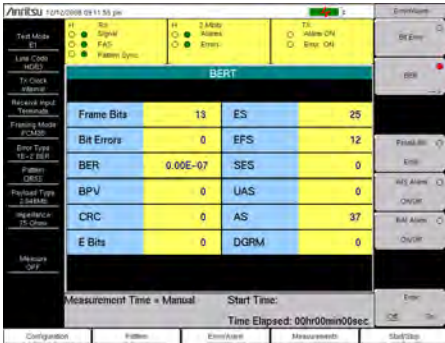 Anritsu 12/12/2008 09:11:55 pm
Error/Alarm
Test Mode
E1
Line Code
HDB3
Tx Clock
Internal
Receive Input
Terminate
Framing Mode
PCM30
Error Type
1E-2 BER
Pattern
QRSS
Payload Type
2.048Mb
Impedance
75 Ohm
Measure
OFF
H Rx
Signal
FAS
Pattern Sync
H 2.Mb/s
Alarm
Errors
TX
Alarm ON
Error ON
BERT
Frame Bits 13 ES 25
Bit Errors 0 EFS 12
BER 0.00E-07 SES 0
BPV 0 UAS 0
CRC 0 AS 37
E Bits 0 DGRM 0
Measurement Time = Manual Start Time:
Time Elapsed: 00hr00min00sec
Bit Error
BER
Frame Bit
Error
AIS Alarm
On/Off
RAI Alarm
On/Off
Error
Off On
Configuration Pattern Error/Alarm Measurements Start/Stop